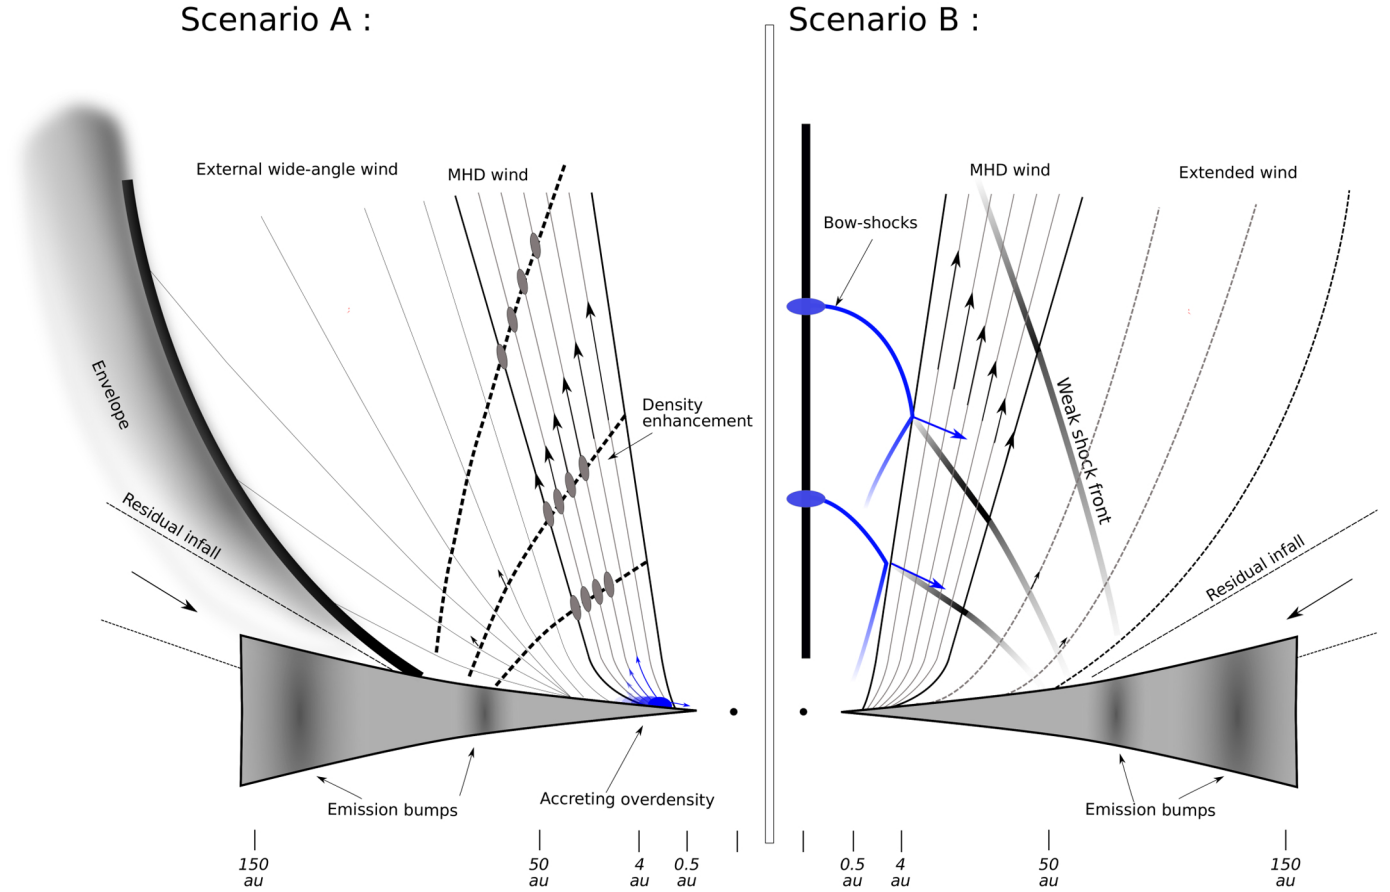 Scenario A :
Scenario B :
External wide-angle wind
MHD wind
MHD wind
Extended wind
Bow-shocks
Envelope
Density
enhancement
Weak shock front
Residual infall
Residual infall
Emission bumps
Accreting overdensity
Emission bumps
150
au
50
au
4
au
0.5
au
0.5
au
4
au
50
au
150
au